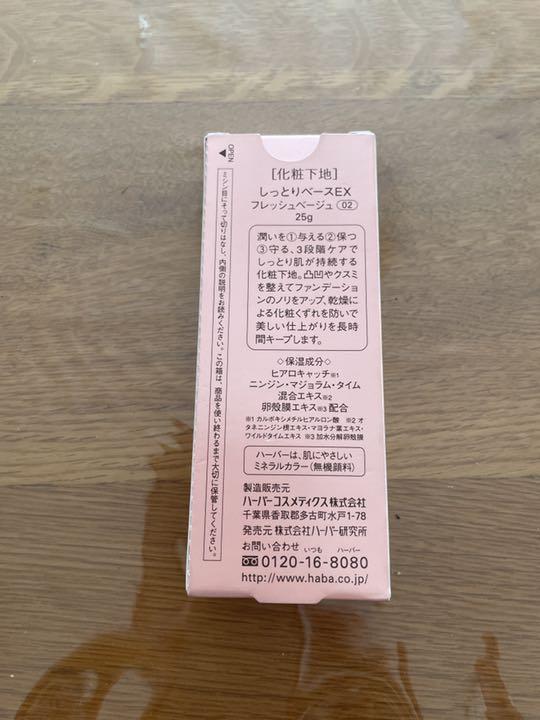 OPEN
ミシン目にそって切りはなし、内側の説明をお読みください。この箱は、商品を使い終わるまで大切に保管してください。
[化粧下地]
しっとりベースEX
フレッシュベージュ 02
25g
潤いを①与える②保つ
③守る、3段階ケアで
しっとり肌が持続する
化粧下地。凸凹やクスミ
を整えてファンデーショ
ンのノリをアップ、乾燥
による化粧くずれを防いで
美しい仕上がりを長時
間キープします。
◇保湿成分◇
ヒアロキャッチ※1
ニンジン・マジョラム・タイム
混合エキス※2
卵殻膜エキス※3 配合
※1 カルボキシメチルヒアルロン酸 ※2 オ
タネニンジン根エキス・マヨラナ葉エキス・
ワイルドタイムエキス ※3 加水分解卵殻膜
ハーバーは、肌にやさしい
ミネラルカラー(無機顔料)
製造販売元
ハーバーコスメティクス株式会社
千葉県香取郡多古町水戸1-78
発売元 株式会社ハーバー研究所
お問い合わせ いつも ハーバー
0120-16-8080
http://www.haba.co.jp/